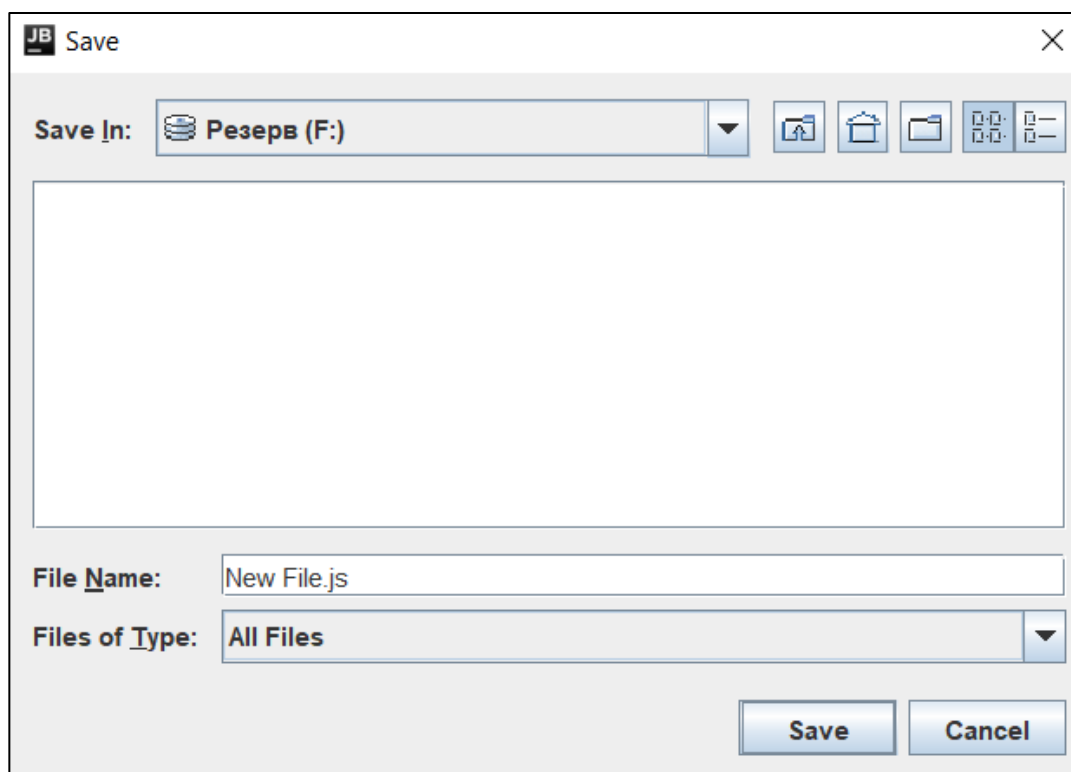 JB Save
Save In: Резерв (F:)
File Name: New File.js
Files of Type: All Files
Save Cancel